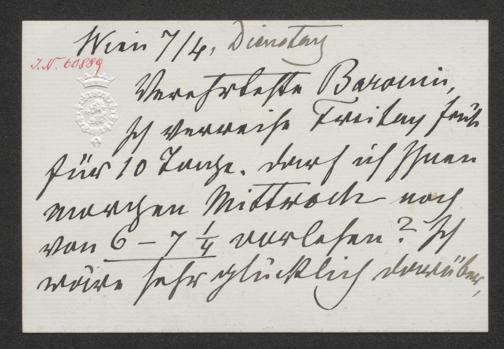 Wien 7/4, Dienstag
I.N. 60889
Verehrteste Baronin,
Ich verreise Freitag früh
für 10 Tage. darf ich Ihnen
morgen Mittwoch noch
von 6 – 7 1/4 vorlesen? Ich
wäre sehr glücklich darüber,